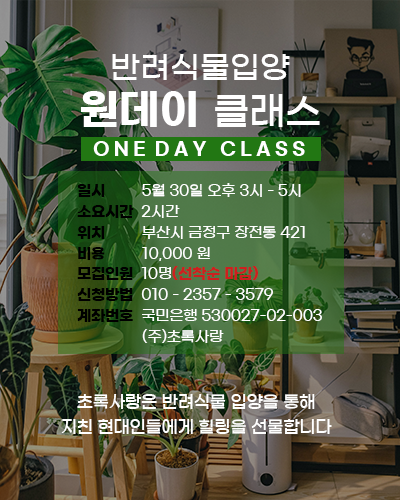 반려식물입양
원데이 클래스
ONE DAY CLASS
일시 5월 30일 오후 3시 - 5시
소요시간 2시간
위치 부산시 금정구 장전동 421
비용 10,000 원
모집인원 10명(선착순 마감)
신청방법 010 - 2357 - 3579
계좌번호 국민은행 530027-02-003
(주)초록사랑
초록사랑은 반려식물 입양을 통해
지친 현대인들에게 힐링을 선물합니다